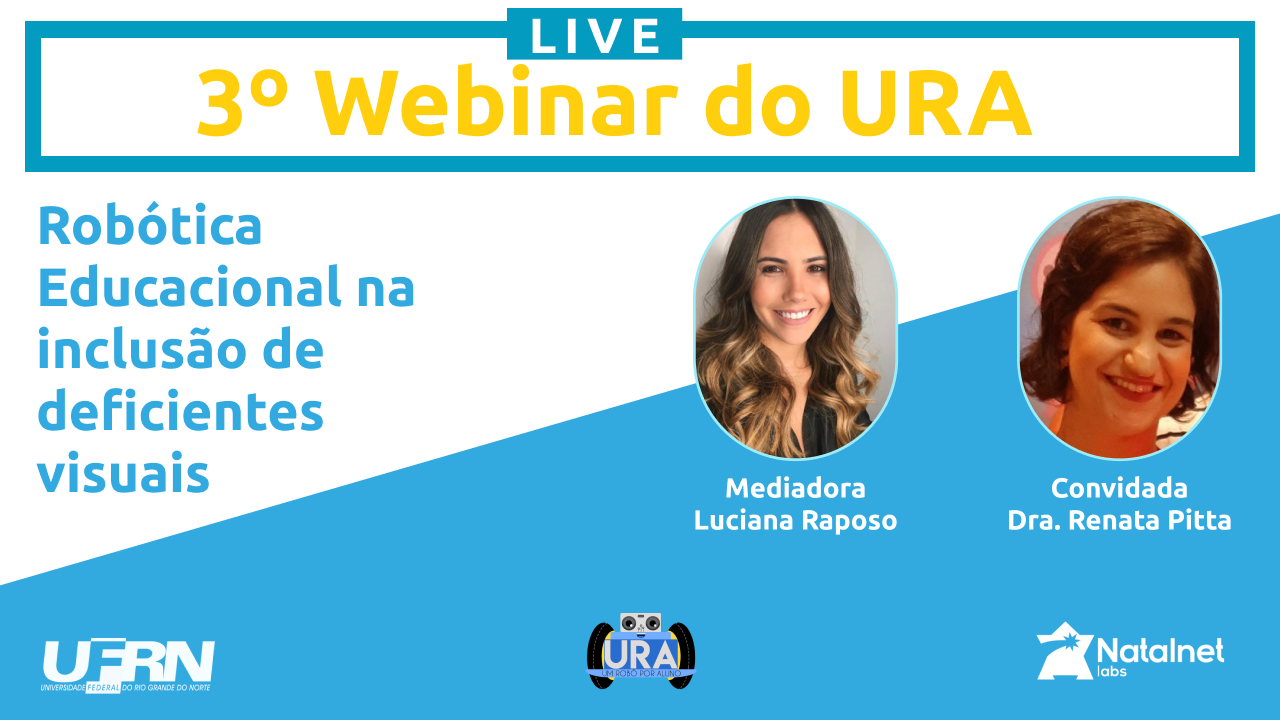 LIVE
3º Webinar do URA
Robótica
Educacional na
inclusão de
deficientes
visuais
Mediadora
Luciana Raposo
Convidada
Dra. Renata Pitta
UFRN
UNIVERSIDADE FEDERAL DO RIO GRANDE DO NORTE
URA
UM ROBÔ POR ALUNO
Natalnet
labs